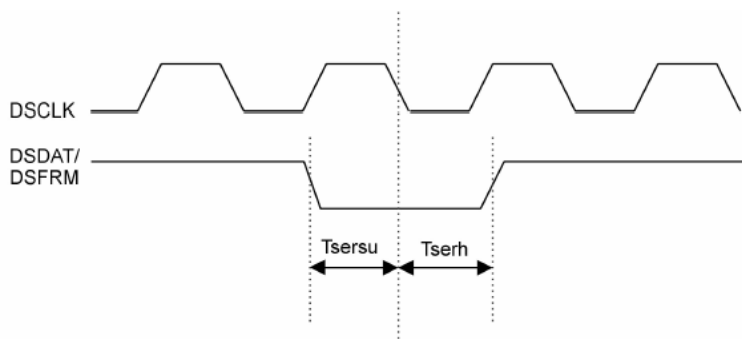 DSCLK
DSDAT/
DSFRM
Tsersu
Tserh